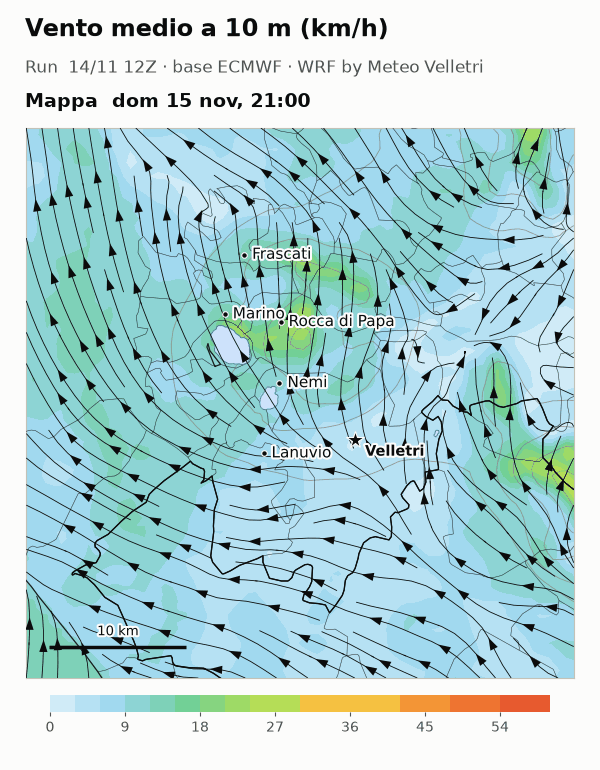 Vento medio a 10 m (km/h)
Run  14/11 12Z · base ECMWF · WRF by Meteo Velletri
Mappa  dom 15 nov, 21:00
Frascati
Marino
Rocca di Papa
Nemi
Velletri
Lanuvio
10 km
0 9 18 27 36 45 54